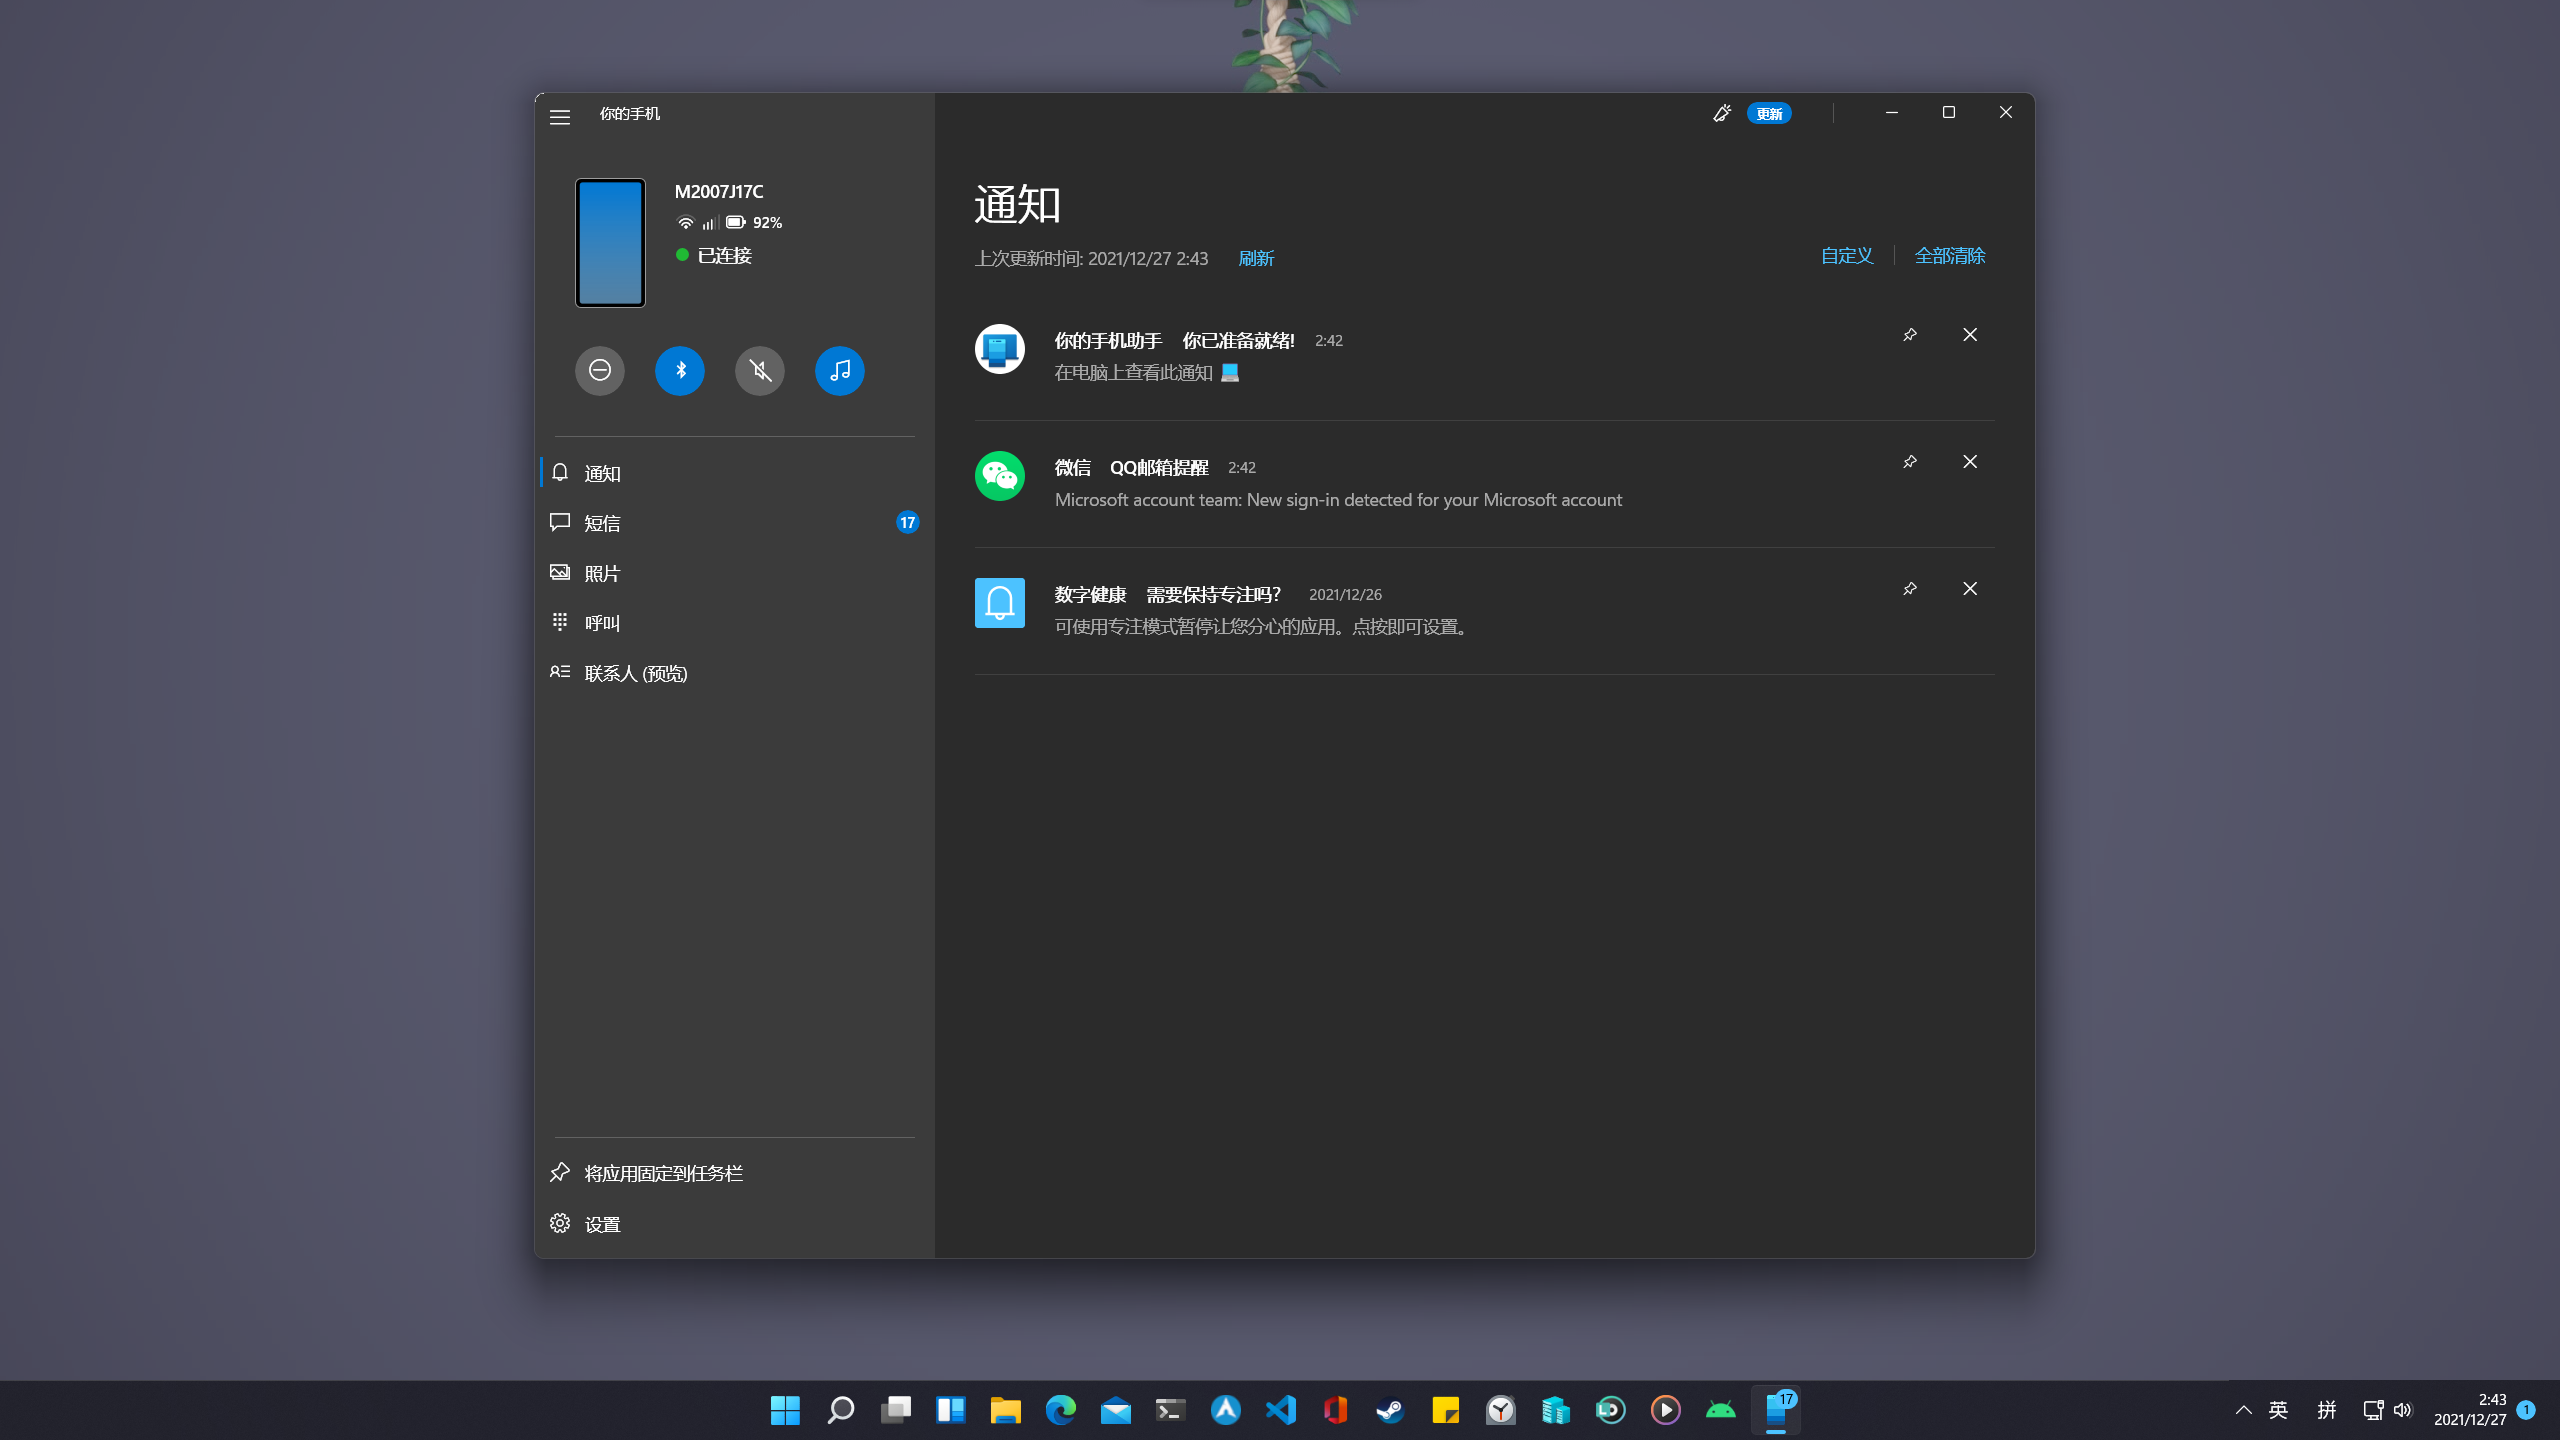 你的手机
更新
M2007J17C
92%
已连接
通知
短信
17
照片
呼叫
联系人 (预览)
将应用固定到任务栏
设置
通知
上次更新时间: 2021/12/27 2:43 刷新
自定义 全部清除
你的手机助手 你已准备就绪! 2:42
在电脑上查看此通知
微信 QQ邮箱提醒 2:42
Microsoft account team: New sign-in detected for your Microsoft account
数字健康 需要保持专注吗? 2021/12/26
可使用专注模式暂停让您分心的应用。点按即可设置。
17
英 拼
2:43
2021/12/27
1